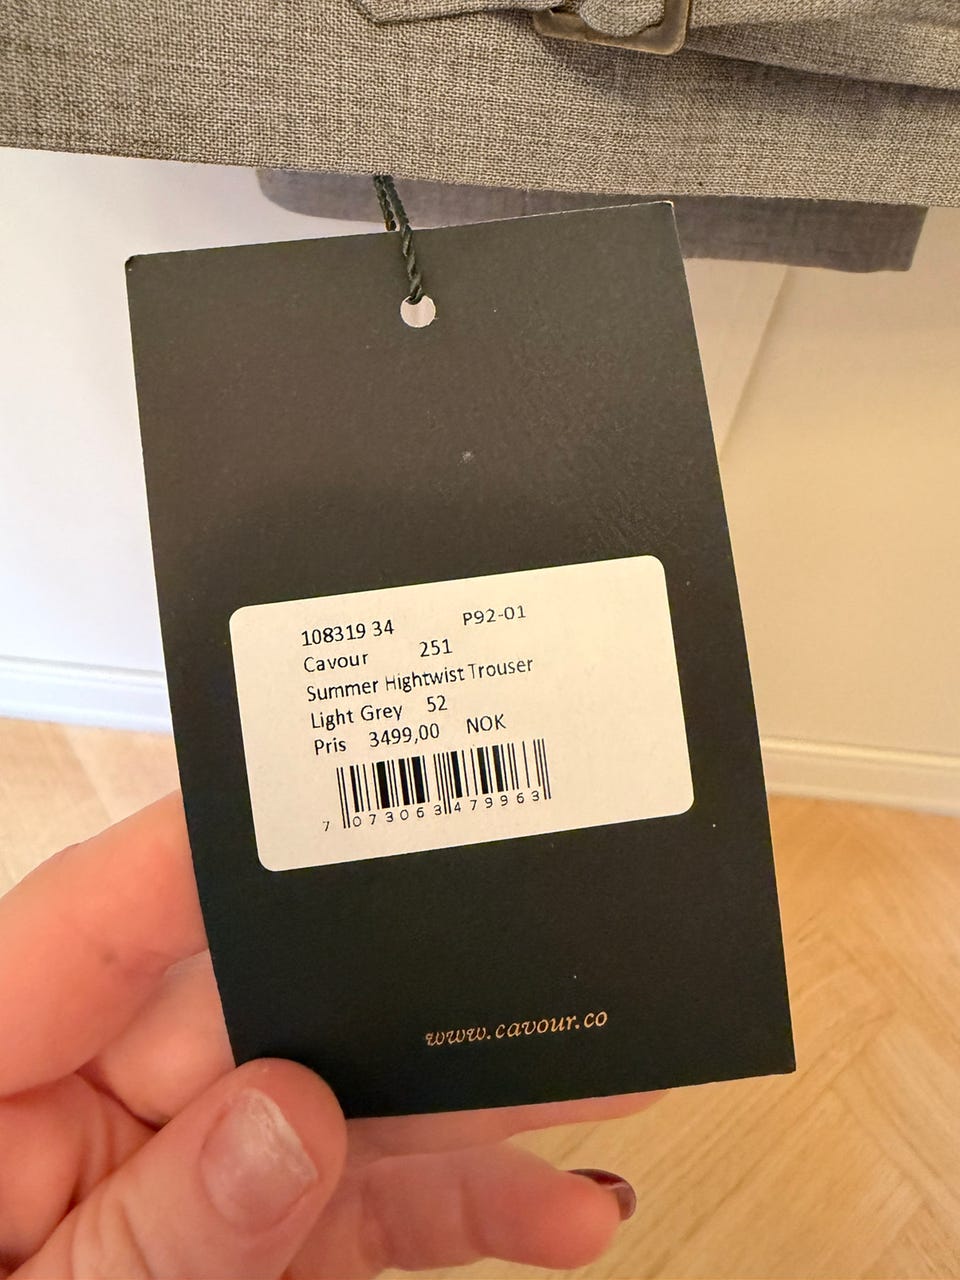 108319 34 P92-01
Cavour 251
Summer Hightwist Trouser
Light Grey 52
Pris 3499,00 NOK
7 073063 479963
www.cavour.co